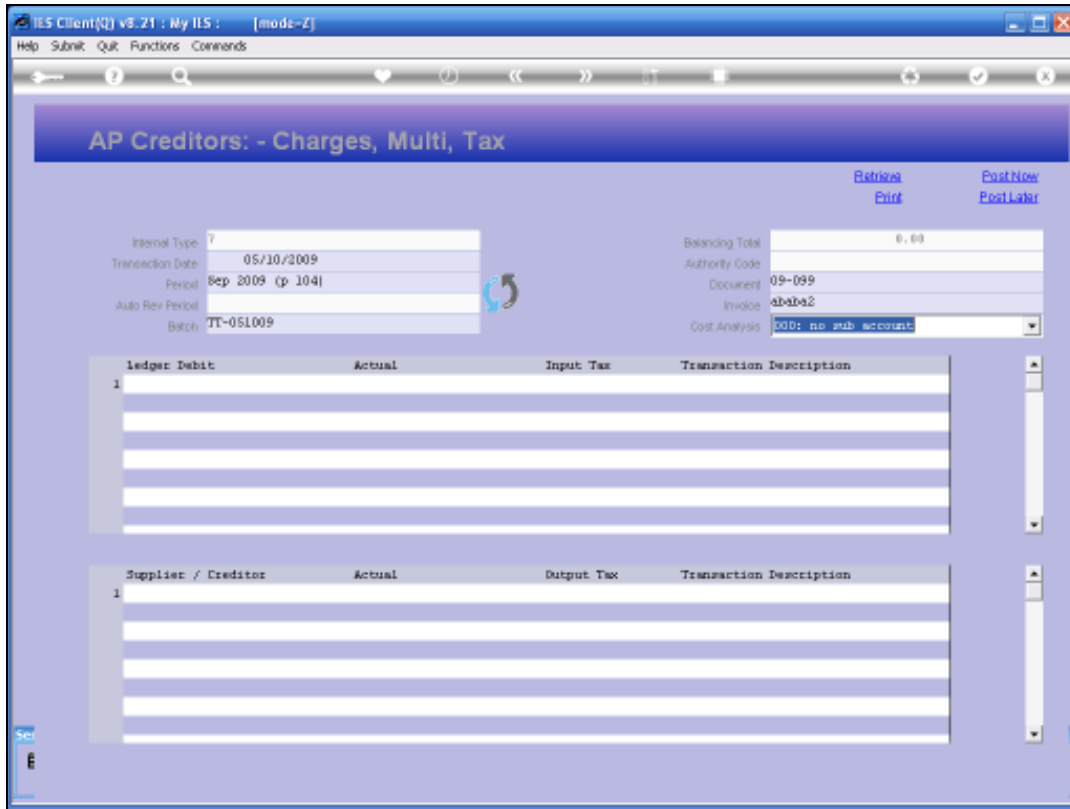 IES Client(Q) v8.21 : My IES : [mode-Z]
Help Submit Quit Functions Commands
AP Creditors: - Charges, Multi, Tax
Retrieve Post Now
Print Post Later
Internal Type 7 Balancing Total 0.00
Transaction Date 05/10/2009 Authority Code
Period Sep 2009 (p 104) Document 09-099
Auto Rev Period Invoice ababa2
Batch TT-051009 Cost Analysis 000: no sub account
ledger Debit Actual Input Tax Transaction Description
1
Supplier / Creditor Actual Output Tax Transaction Description
1
Se